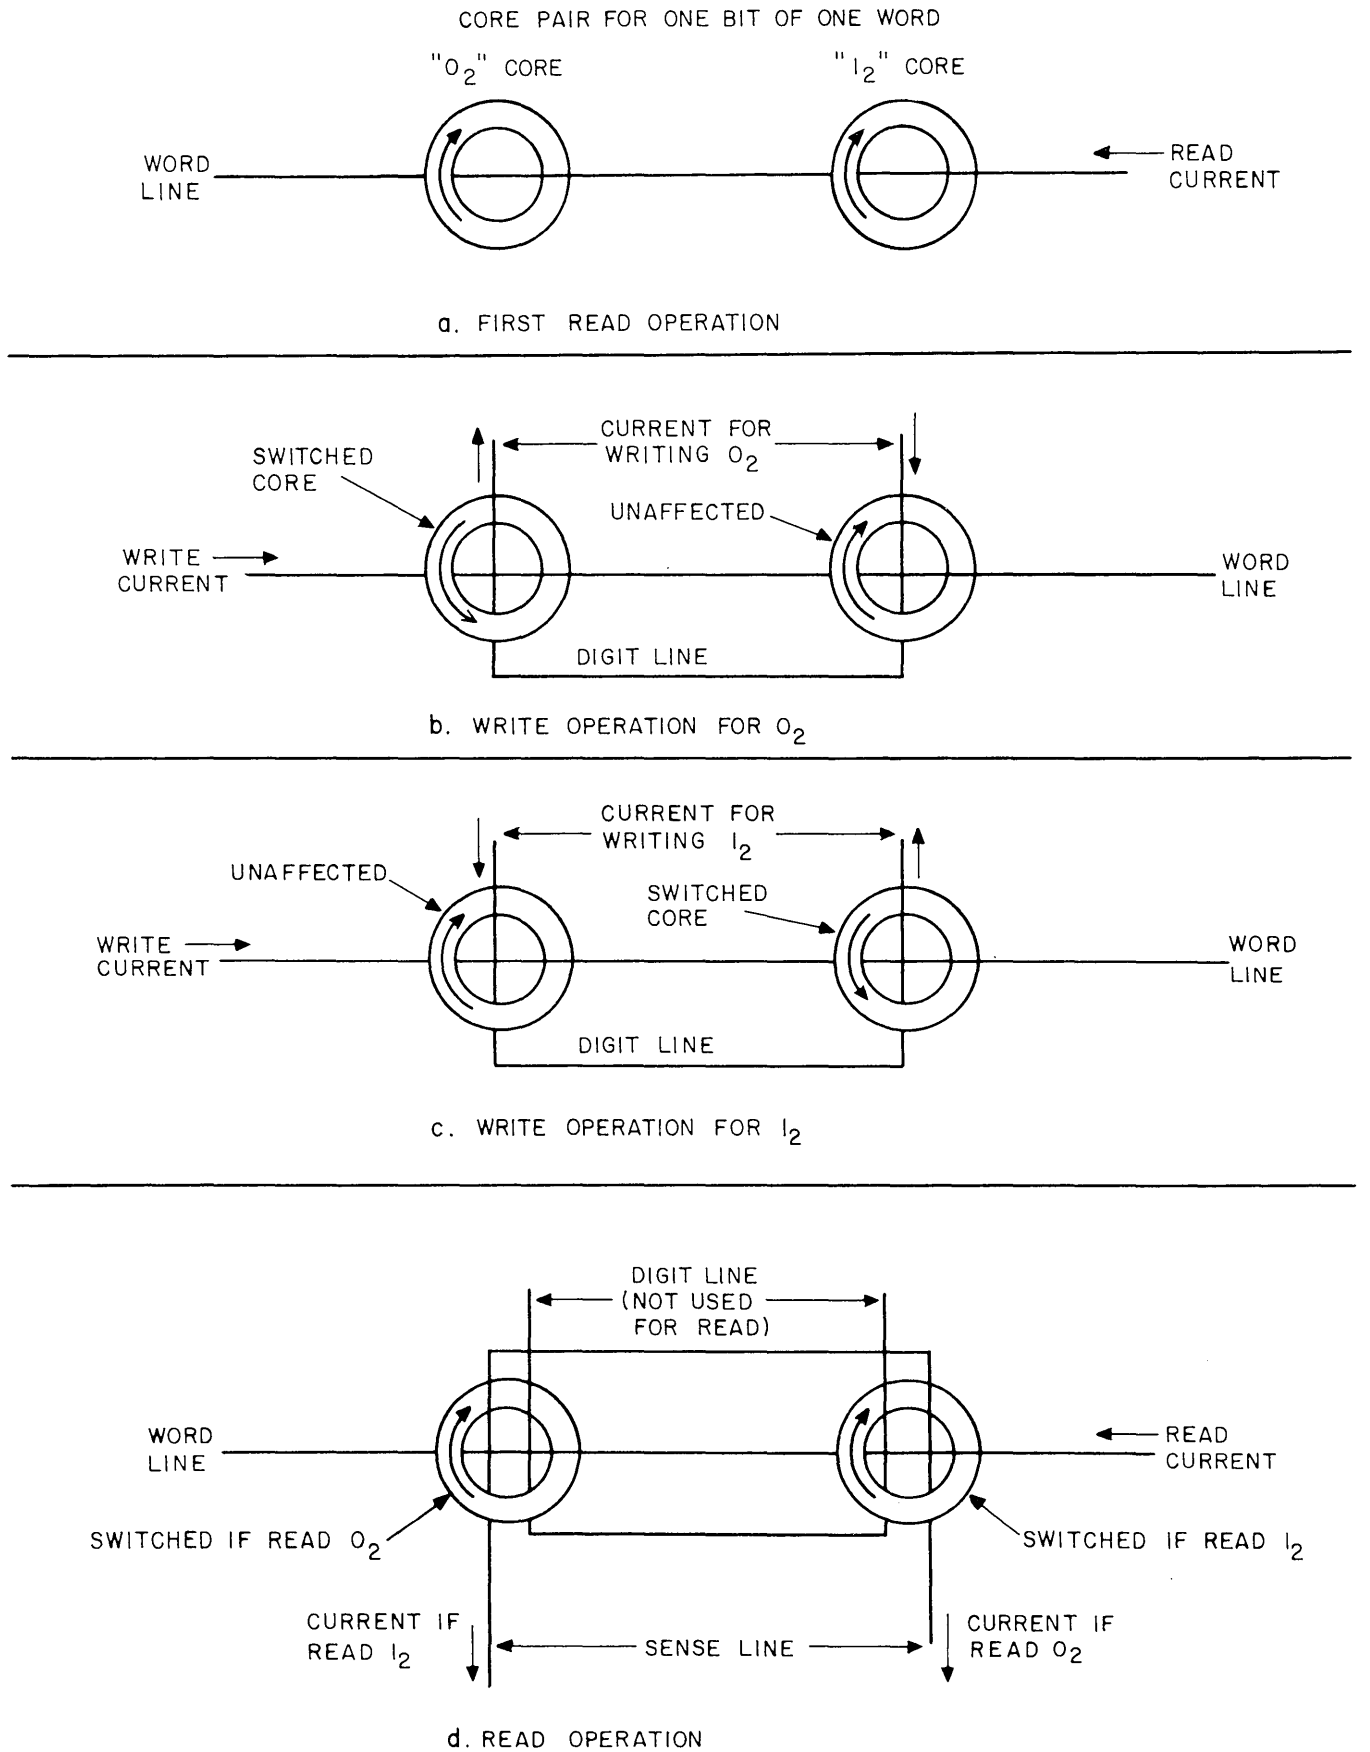 CORE PAIR FOR ONE BIT OF ONE WORD
"0₂" CORE
"1₂" CORE
WORD
LINE
READ
CURRENT
a. FIRST READ OPERATION
CURRENT FOR
WRITING 0₂
SWITCHED
CORE
UNAFFECTED
WRITE
CURRENT
WORD
LINE
DIGIT LINE
b. WRITE OPERATION FOR 0₂
CURRENT FOR
WRITING 1₂
UNAFFECTED
SWITCHED
CORE
WRITE
CURRENT
WORD
LINE
DIGIT LINE
c. WRITE OPERATION FOR 1₂
DIGIT LINE
(NOT USED
FOR READ)
WORD
LINE
READ
CURRENT
SWITCHED IF READ 0₂
SWITCHED IF READ 1₂
CURRENT IF
READ 1₂
SENSE LINE
CURRENT IF
READ 0₂
d. READ OPERATION